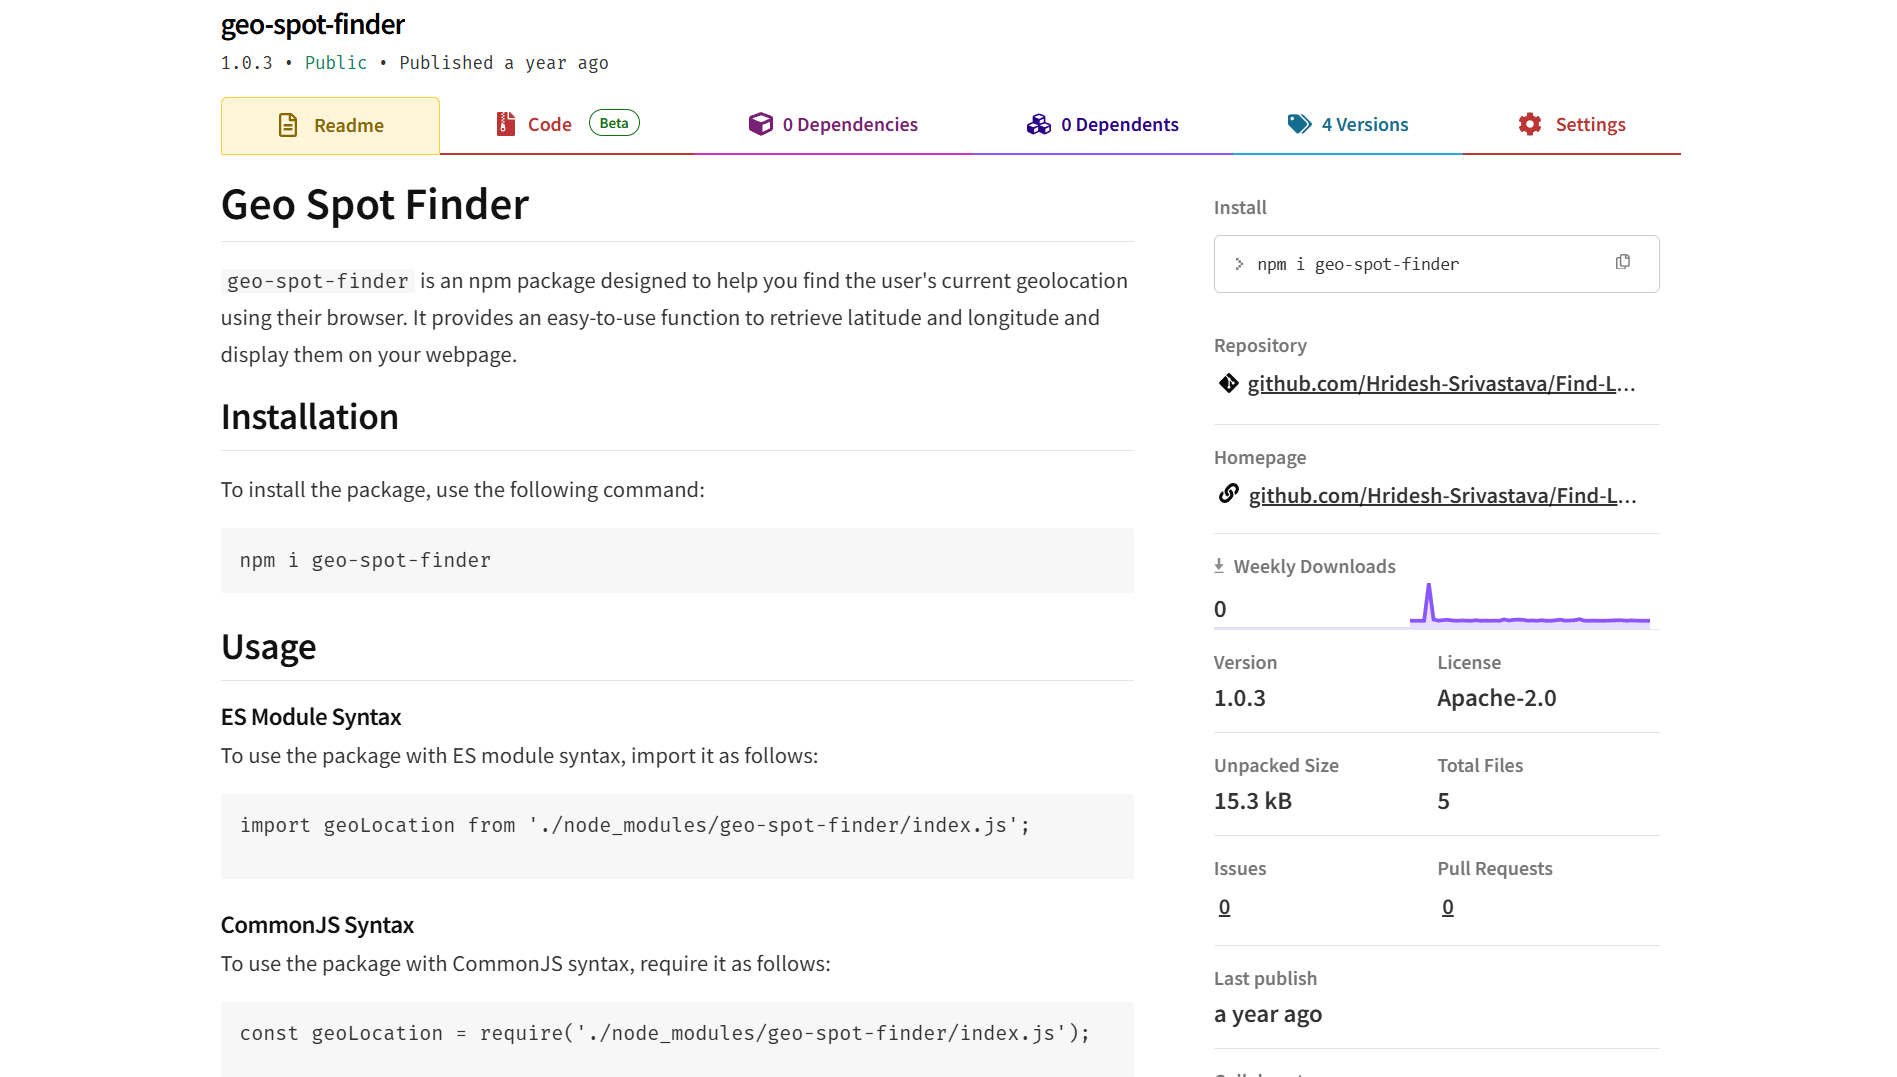 geo-spot-finder
1.0.3 • Public • Published a year ago
Readme
Code Beta
0 Dependencies
0 Dependents
4 Versions
Settings
Geo Spot Finder
geo-spot-finder is an npm package designed to help you find the user's current geolocation
using their browser. It provides an easy-to-use function to retrieve latitude and longitude and
display them on your webpage.
Installation
To install the package, use the following command:
npm i geo-spot-finder
Usage
ES Module Syntax
To use the package with ES module syntax, import it as follows:
import geoLocation from './node_modules/geo-spot-finder/index.js';
CommonJS Syntax
To use the package with CommonJS syntax, require it as follows:
const geoLocation = require('./node_modules/geo-spot-finder/index.js');
Install
> npm i geo-spot-finder
Repository
github.com/Hridesh-Srivastava/Find-L...
Homepage
github.com/Hridesh-Srivastava/Find-L...
Weekly Downloads
0
Version
1.0.3
License
Apache-2.0
Unpacked Size
15.3 kB
Total Files
5
Issues
0
Pull Requests
0
Last publish
a year ago